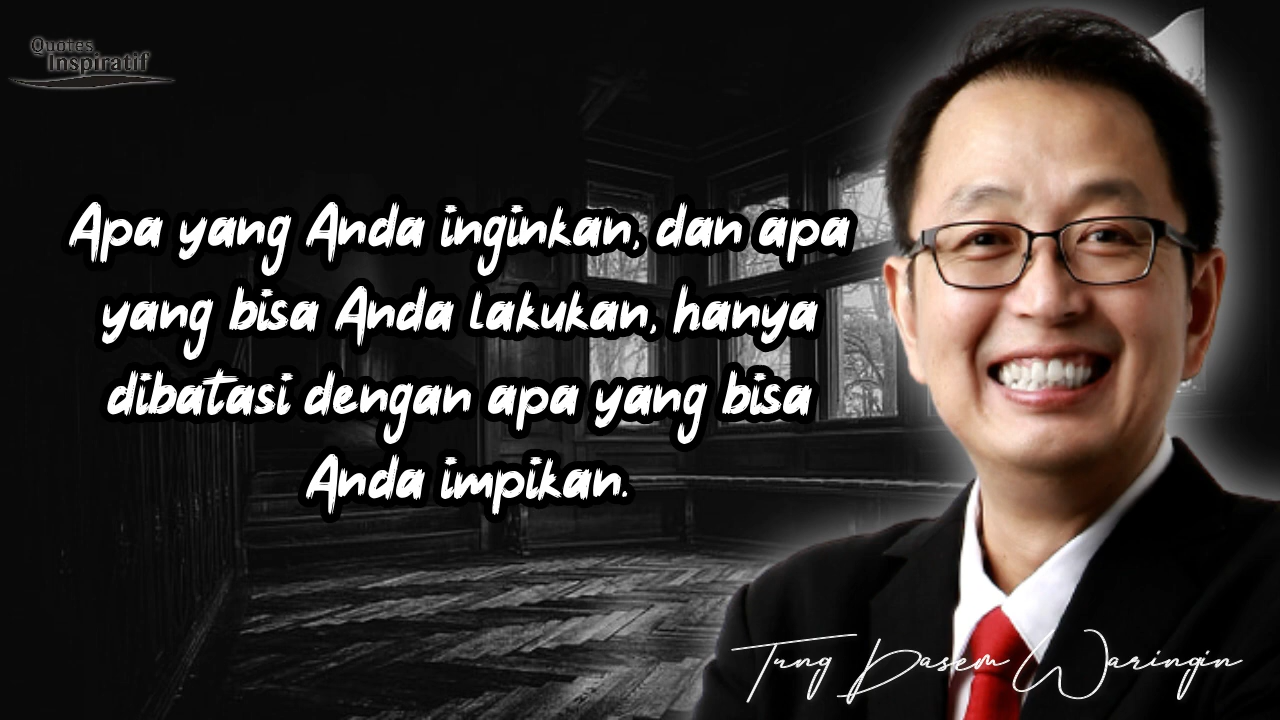 Quotes
Inspiratif
Apa yang Anda inginkan, dan apa
yang bisa Anda lakukan, hanya
dibatasi dengan apa yang bisa
Anda impikan.
Tung Dasem Waringin